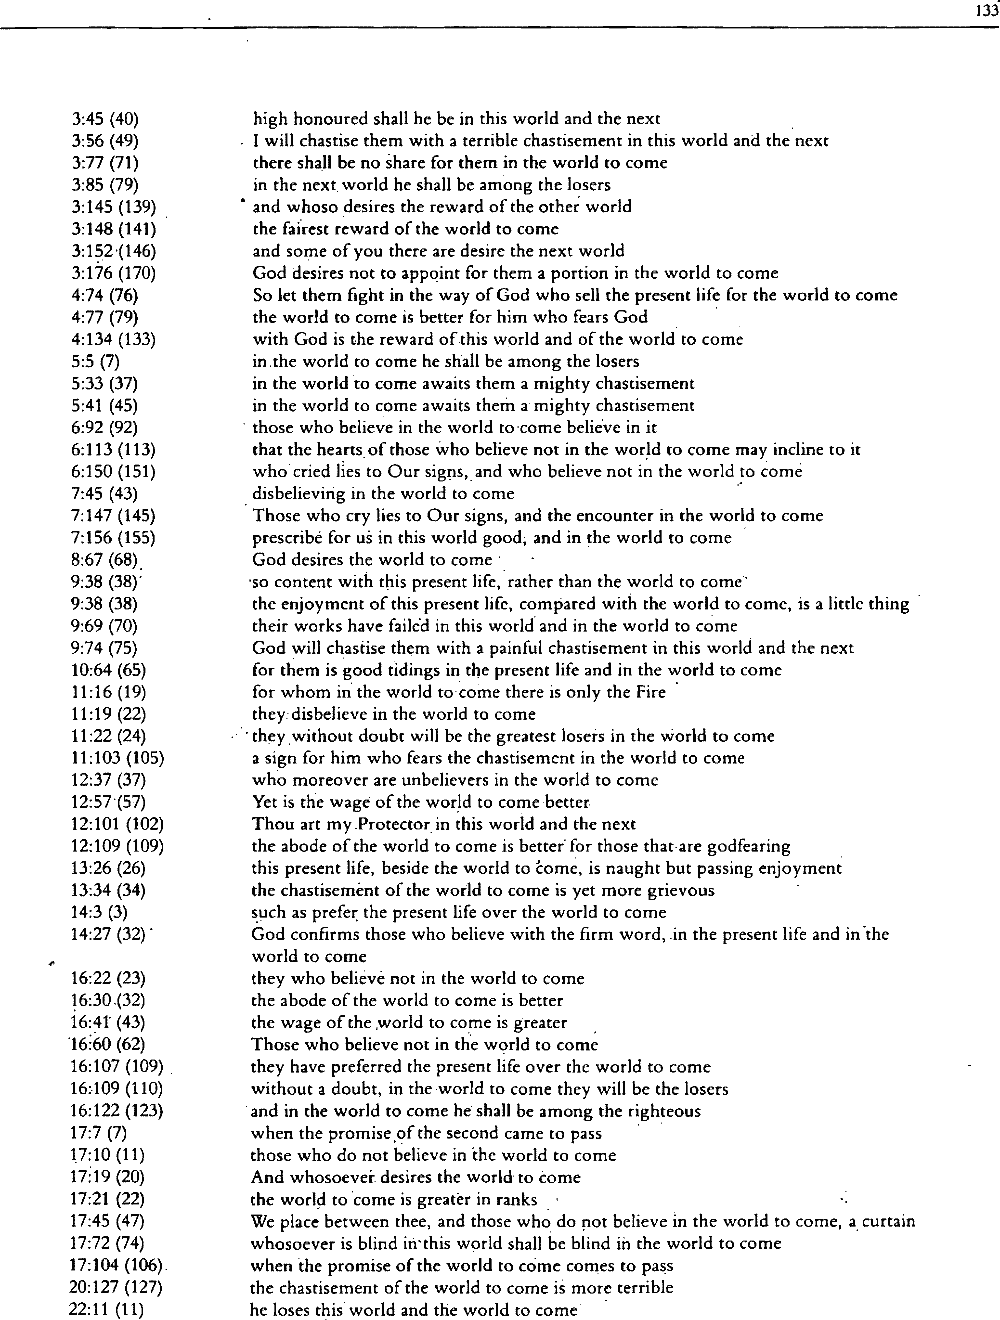 133
3:45 (40) high honoured shall he be in this world and the next
3:56 (49) I will chastise them with a terrible chastisement in this world and the next
3:77 (71) there shall be no share for them in the world to come
3:85 (79) in the next world he shall be among the losers
3:145 (139) and whoso desires the reward of the other world
3:148 (141) the fairest reward of the world to come
3:152 (146) and some of you there are desire the next world
3:176 (170) God desires not to appoint for them a portion in the world to come
4:74 (76) So let them fight in the way of God who sell the present life for the world to come
4:77 (79) the world to come is better for him who fears God
4:134 (133) with God is the reward of this world and of the world to come
5:5 (7) in the world to come he shall be among the losers
5:33 (37) in the world to come awaits them a mighty chastisement
5:41 (45) in the world to come awaits them a mighty chastisement
6:92 (92) those who believe in the world to come believe in it
6:113 (113) that the hearts of those who believe not in the world to come may incline to it
6:150 (151) who cried lies to Our signs, and who believe not in the world to come
7:45 (43) disbelieving in the world to come
7:147 (145) Those who cry lies to Our signs, and the encounter in the world to come
7:156 (155) prescribe for us in this world good, and in the world to come
8:67 (68) God desires the world to come
9:38 (38) so content with this present life, rather than the world to come
9:38 (38) the enjoyment of this present life, compared with the world to come, is a little thing
9:69 (70) their works have failed in this world and in the world to come
9:74 (75) God will chastise them with a painful chastisement in this world and the next
10:64 (65) for them is good tidings in the present life and in the world to come
11:16 (19) for whom in the world to come there is only the Fire
11:19 (22) they disbelieve in the world to come
11:22 (24) they without doubt will be the greatest losers in the world to come
11:103 (105) a sign for him who fears the chastisement in the world to come
12:37 (37) who moreover are unbelievers in the world to come
12:57 (57) Yet is the wage of the world to come better
12:101 (102) Thou art my Protector in this world and the next
12:109 (109) the abode of the world to come is better for those that are godfearing
13:26 (26) this present life, beside the world to come, is naught but passing enjoyment
13:34 (34) the chastisement of the world to come is yet more grievous
14:3 (3) such as prefer the present life over the world to come
14:27 (32) God confirms those who believe with the firm word, in the present life and in the
world to come
16:22 (23) they who believe not in the world to come
16:30 (32) the abode of the world to come is better
16:41 (43) the wage of the world to come is greater
16:60 (62) Those who believe not in the world to come
16:107 (109) they have preferred the present life over the world to come
16:109 (110) without a doubt, in the world to come they will be the losers
16:122 (123) and in the world to come he shall be among the righteous
17:7 (7) when the promise of the second came to pass
17:10 (11) those who do not believe in the world to come
17:19 (20) And whosoever desires the world to come
17:21 (22) the world to come is greater in ranks
17:45 (47) We place between thee, and those who do not believe in the world to come, a curtain
17:72 (74) whosoever is blind in this world shall be blind in the world to come
17:104 (106) when the promise of the world to come comes to pass
20:127 (127) the chastisement of the world to come is more terrible
22:11 (11) he loses this world and the world to come